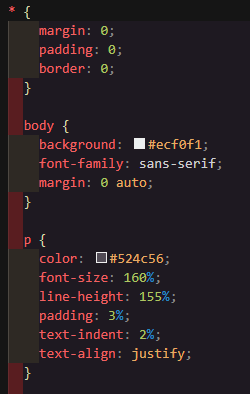 * {
margin: 0;
padding: 0;
border: 0;
}
body {
background: #ecf0f1;
font-family: sans-serif;
margin: 0 auto;
}
p {
color: #524c56;
font-size: 160%;
line-height: 155%;
padding: 3%;
text-indent: 2%;
text-align: justify;
}